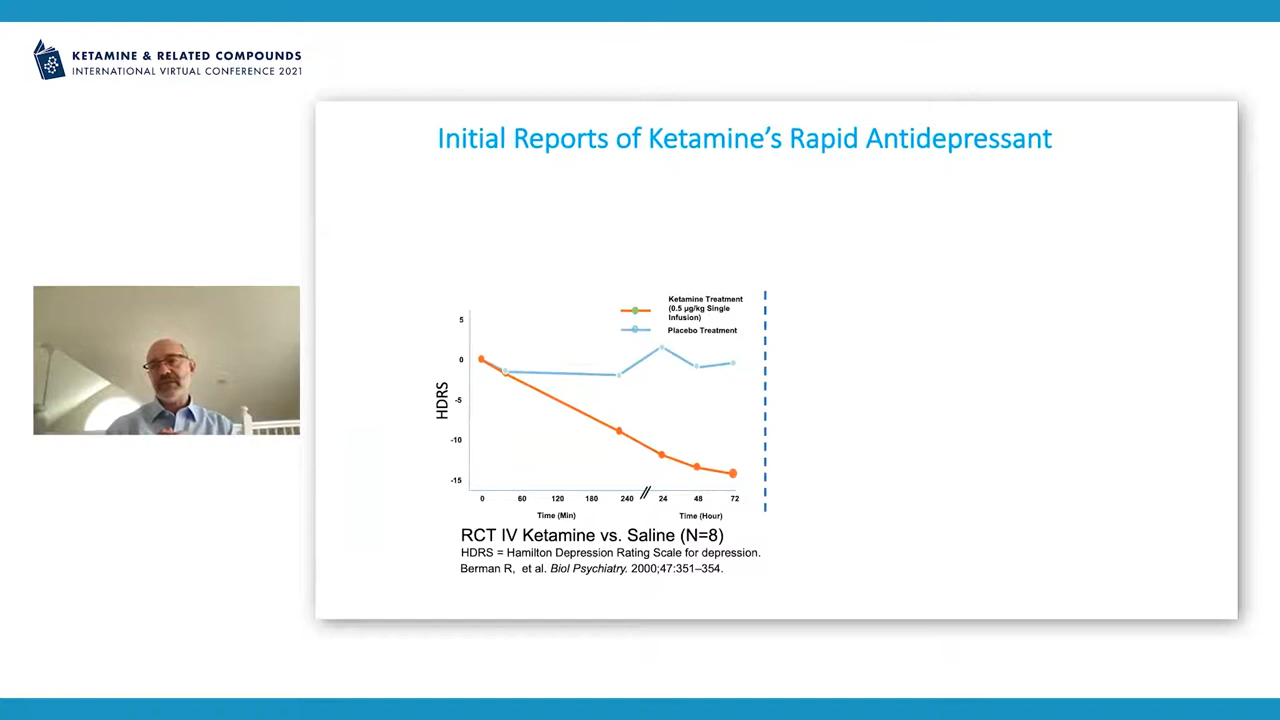 KETAMINE & RELATED COMPOUNDS
INTERNATIONAL VIRTUAL CONFERENCE 2021
Initial Reports of Ketamine's Rapid Antidepressant
Ketamine Treatment
(0.5 µg/kg Single
Infusion)
Placebo Treatment
5
0
-5
-10
-15
HDRS
0 60 120 180 240 24 48 72
Time (Min) Time (Hour)
RCT IV Ketamine vs. Saline (N=8)
HDRS = Hamilton Depression Rating Scale for depression.
Berman R, et al. Biol Psychiatry. 2000;47:351–354.